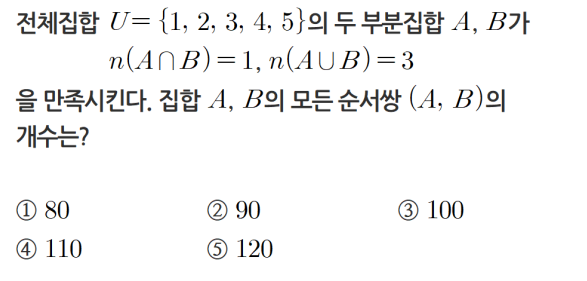 전체집합 U= {1, 2, 3, 4, 5}의 두 부분집합 A, B가
n(A∩B)=1, n(A∪B)=3
을 만족시킨다. 집합 A, B의 모든 순서쌍 (A, B)의
개수는?
① 80 ② 90 ③ 100
④ 110 ⑤ 120